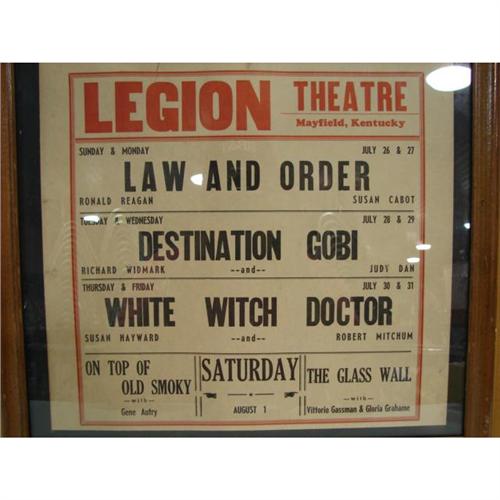 LEGION THEATRE
Mayfield, Kentucky
SUNDAY & MONDAY JULY 26 & 27
LAW AND ORDER
RONALD REAGAN SUSAN CABOT
TUESDAY & WEDNESDAY JULY 28 & 29
DESTINATION GOBI
RICHARD WIDMARK --and-- JUDY DAN
THURSDAY & FRIDAY JULY 30 & 31
WHITE WITCH DOCTOR
SUSAN HAYWARD --and-- ROBERT MITCHUM
ON TOP OF
OLD SMOKY
—with—
Gene Autry
SATURDAY
AUGUST 1
THE GLASS WALL
—with—
Vittorio Gassman & Gloria Grahame